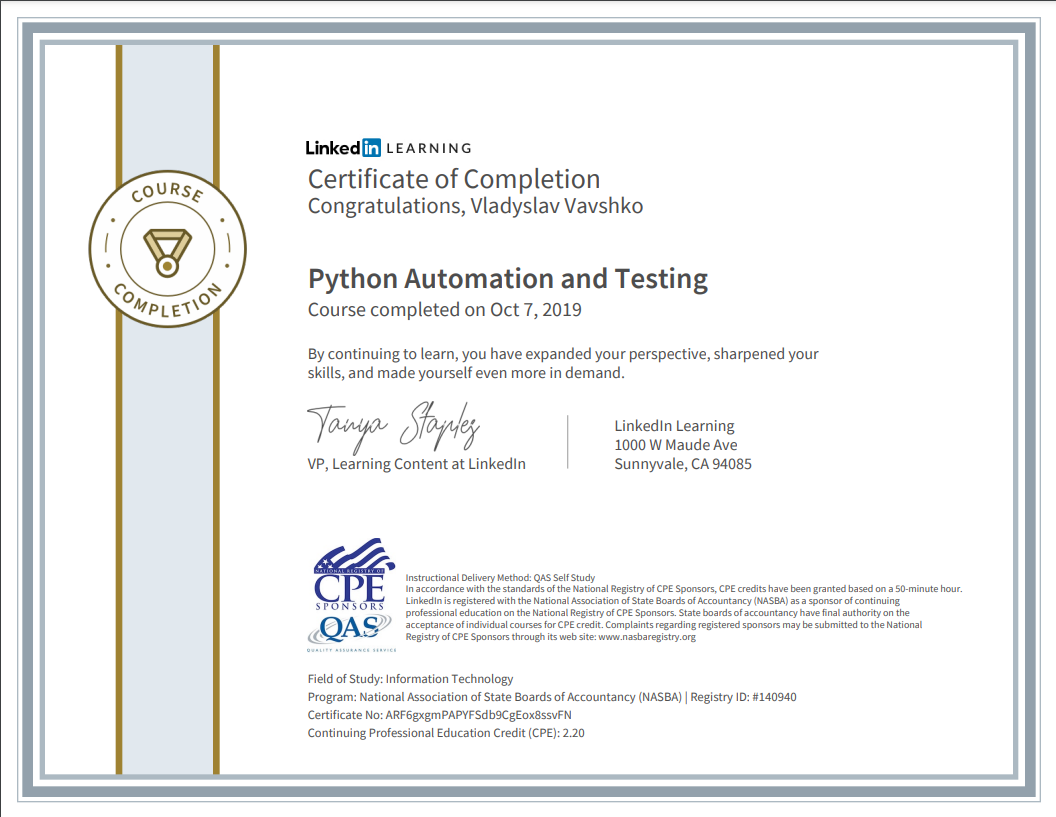 COURSE
COMPLETION
Linked in LEARNING
Certificate of Completion
Congratulations, Vladyslav Vavshko
Python Automation and Testing
Course completed on Oct 7, 2019
By continuing to learn, you have expanded your perspective, sharpened your
skills, and made yourself even more in demand.
Tanya Staples
VP, Learning Content at LinkedIn
LinkedIn Learning
1000 W Maude Ave
Sunnyvale, CA 94085
NATIONAL REGISTRY OF
CPE
SPONSORS
QAS
QUALITY ASSURANCE SERVICE
Instructional Delivery Method: QAS Self Study
In accordance with the standards of the National Registry of CPE Sponsors, CPE credits have been granted based on a 50-minute hour.
LinkedIn is registered with the National Association of State Boards of Accountancy (NASBA) as a sponsor of continuing
professional education on the National Registry of CPE Sponsors. State boards of accountancy have final authority on the
acceptance of individual courses for CPE credit. Complaints regarding registered sponsors may be submitted to the National
Registry of CPE Sponsors through its web site: www.nasbaregistry.org
Field of Study: Information Technology
Program: National Association of State Boards of Accountancy (NASBA) | Registry ID: #140940
Certificate No: ARF6gxgmPAPYFSdb9CgEox8ssvFN
Continuing Professional Education Credit (CPE): 2.20